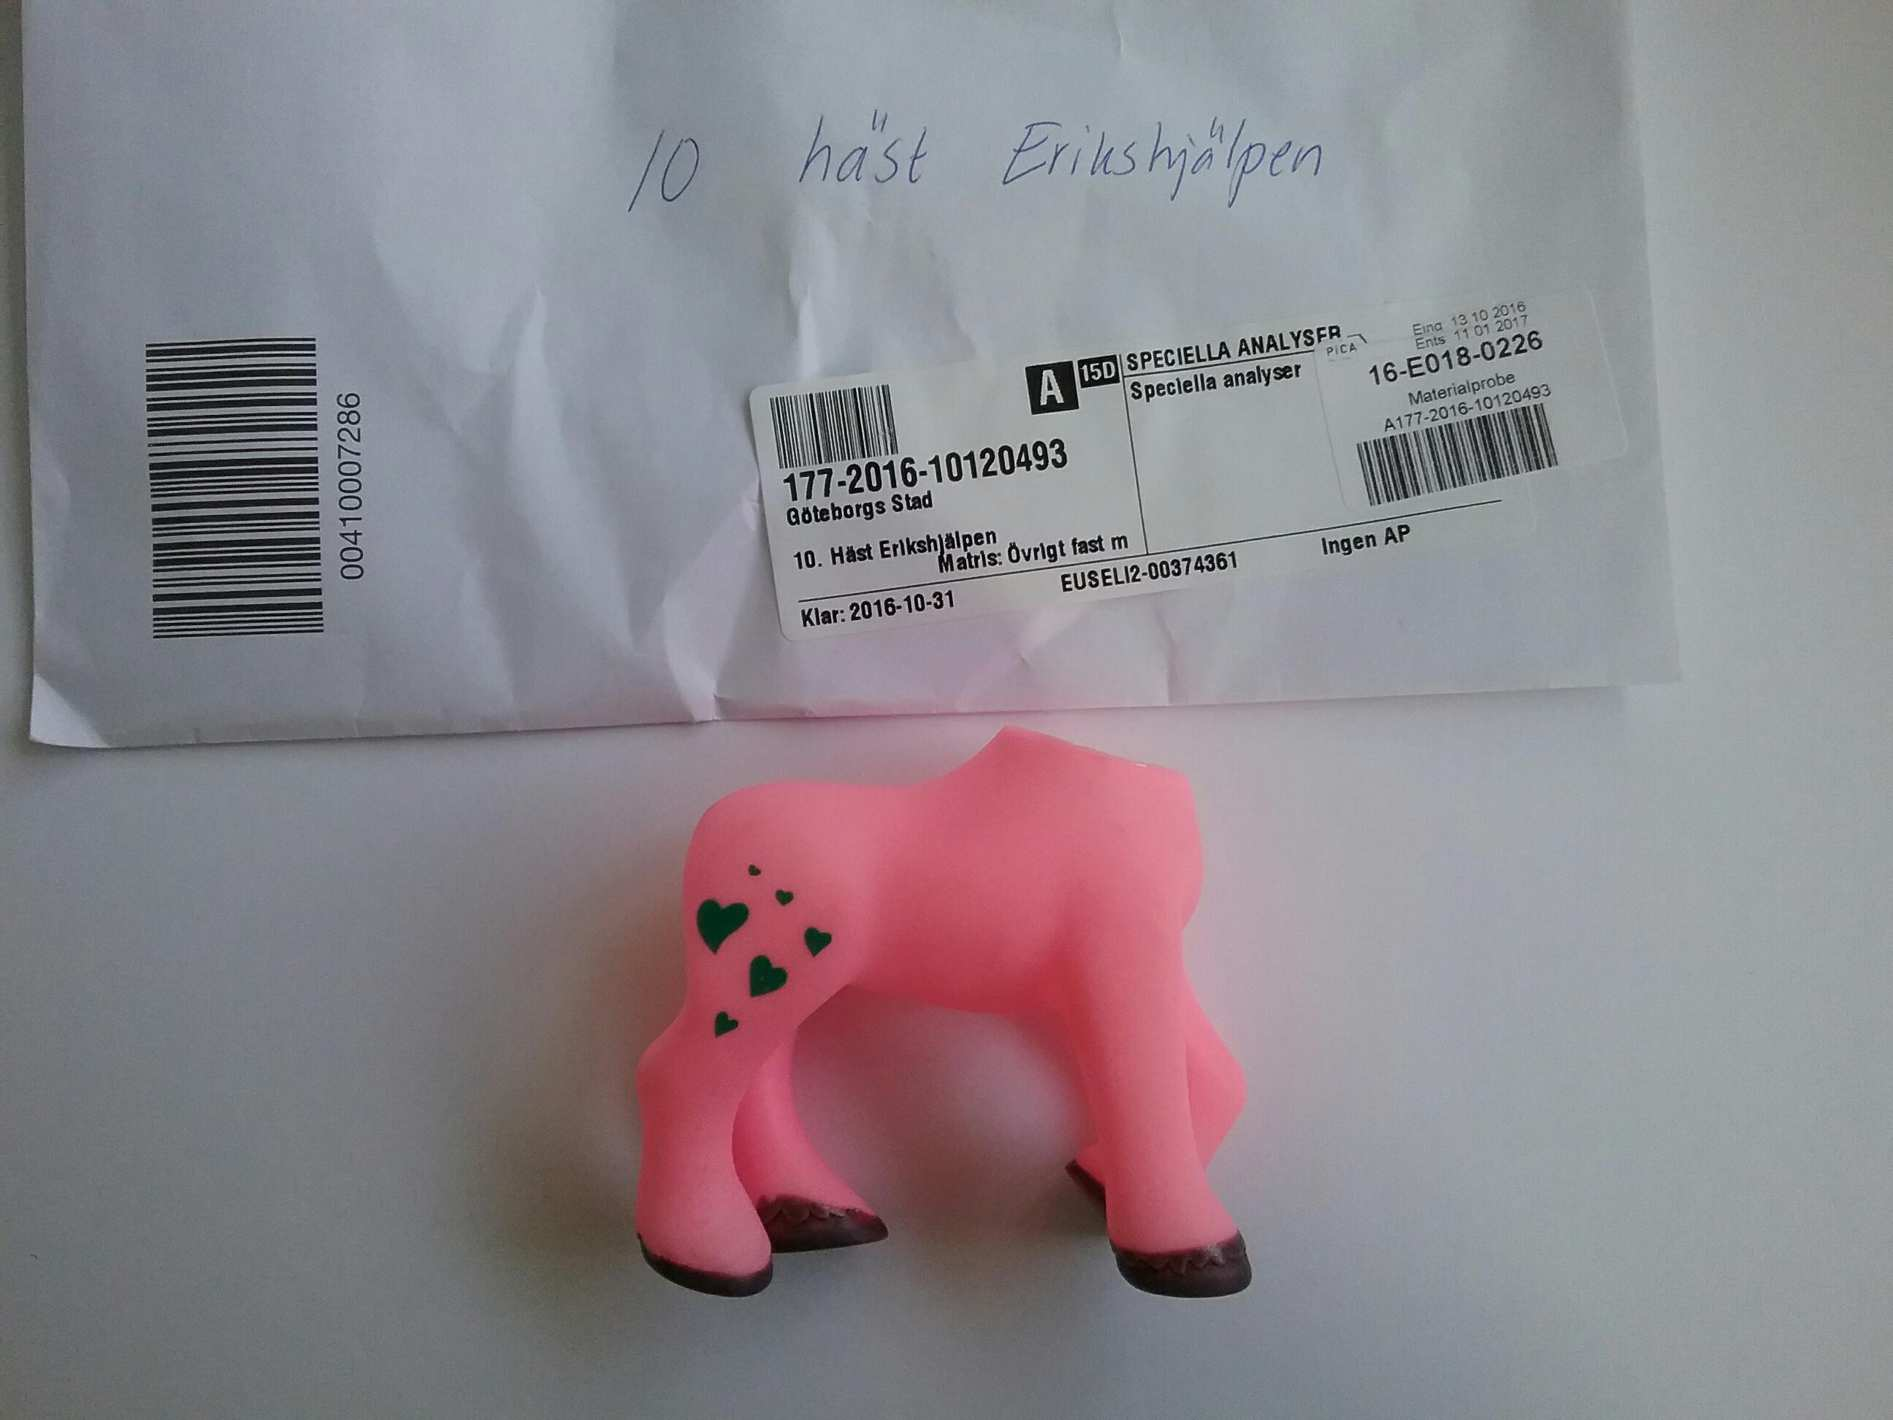 10 häst Erikshjälpen
00410007286
A 15D SPECIELLA ANALYSER
Speciella analyser
177-2016-10120493
Göteborgs Stad
10. Häst Erikshjälpen
Matris: Övrigt fast m
Klar: 2016-10-31
EUSELI2-00374361
Ingen AP
PiCA
Eing 13 10 2016
Ents 11 01 2017
16-E018-0226
Materialprobe
A177-2016-10120493